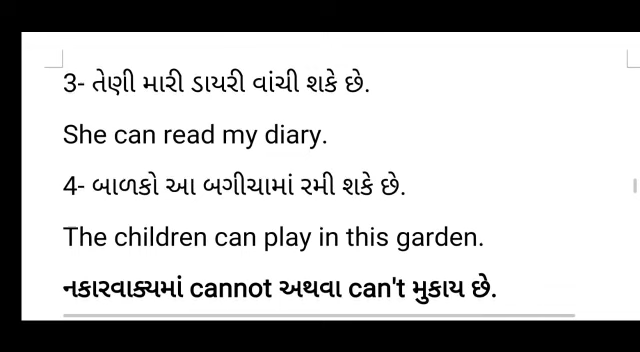 3- તેણી મારી ડાયરી વાંચી શકે છે.
She can read my diary.
4- બાળકો આ બગીચામાં રમી શકે છે.
The children can play in this garden.
નકારવાક્યમાં cannot અથવા can't મુકાય છે.